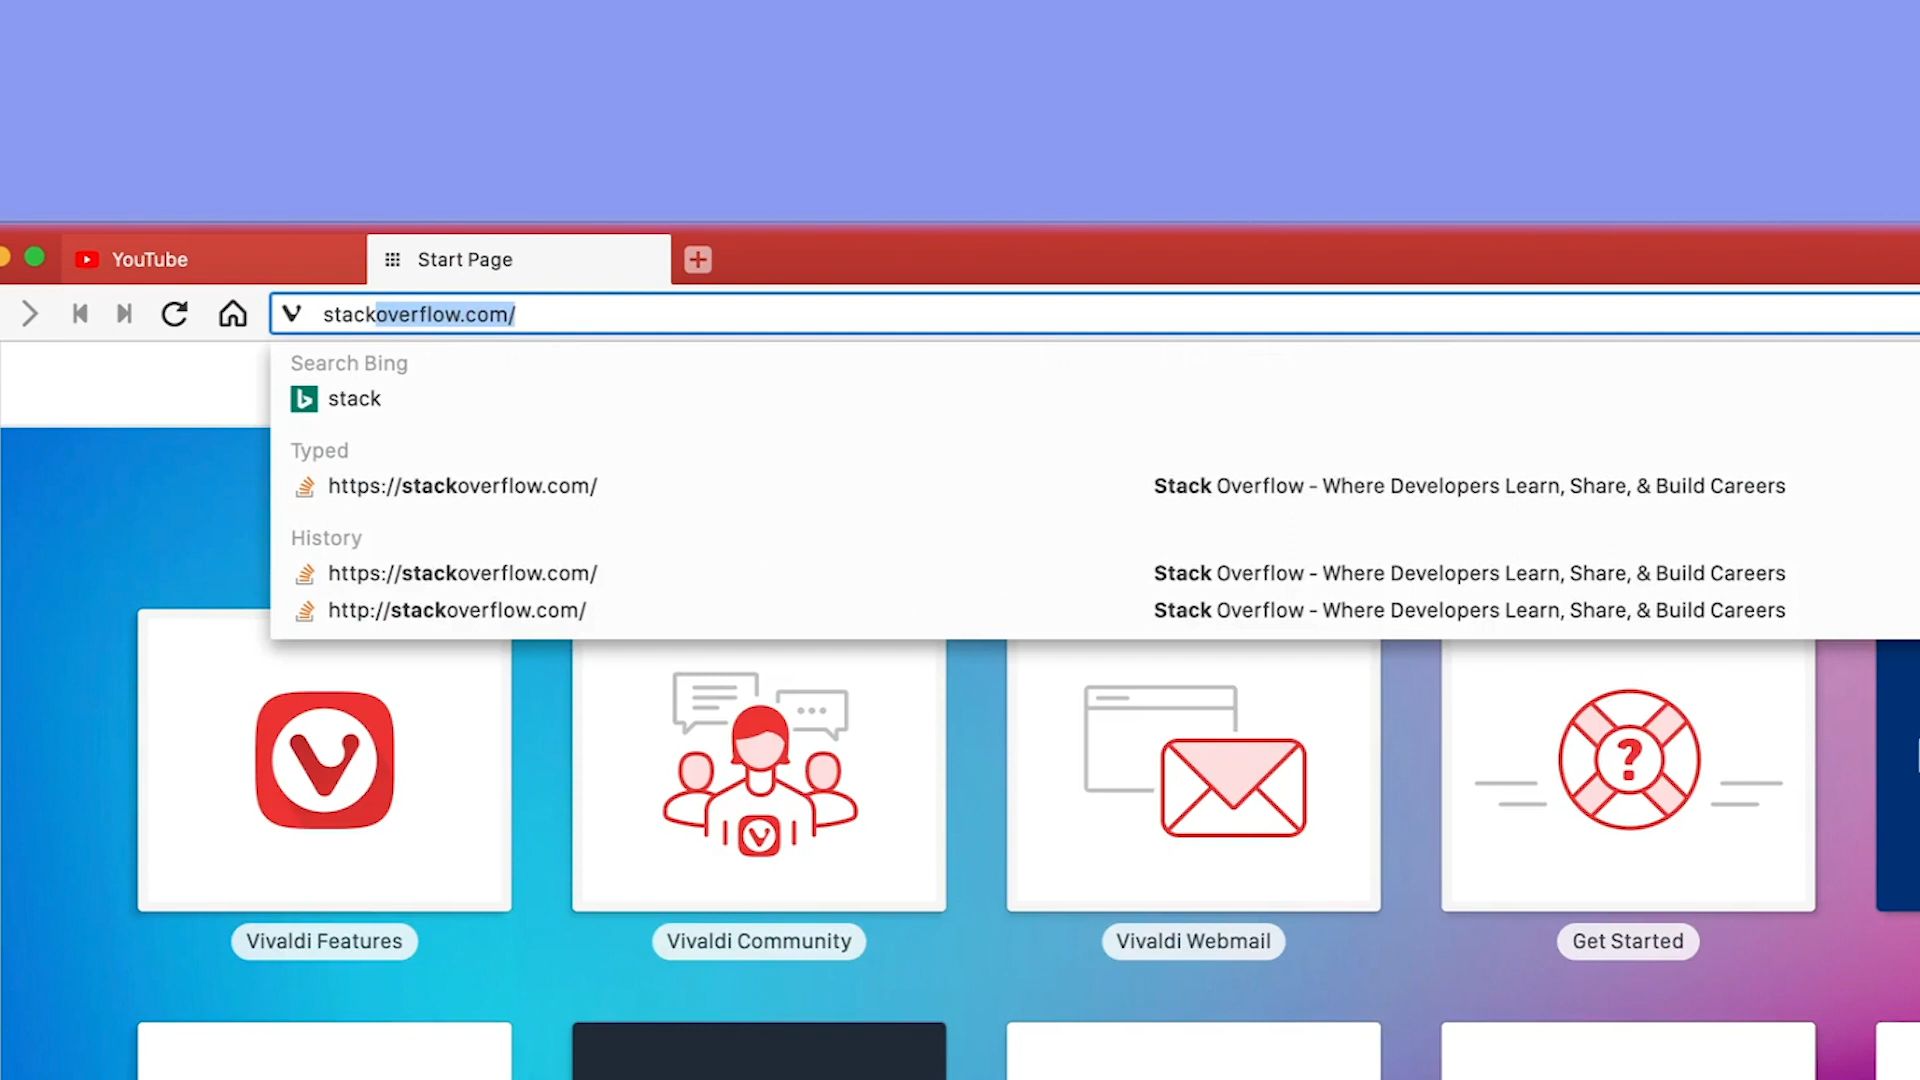 YouTube
Start Page
stackoverflow.com/
Search Bing
stack
Typed
https://stackoverflow.com/ Stack Overflow - Where Developers Learn, Share, & Build Careers
History
https://stackoverflow.com/ Stack Overflow - Where Developers Learn, Share, & Build Careers
http://stackoverflow.com/ Stack Overflow - Where Developers Learn, Share, & Build Careers
?
Vivaldi Features
Vivaldi Community
Vivaldi Webmail
Get Started